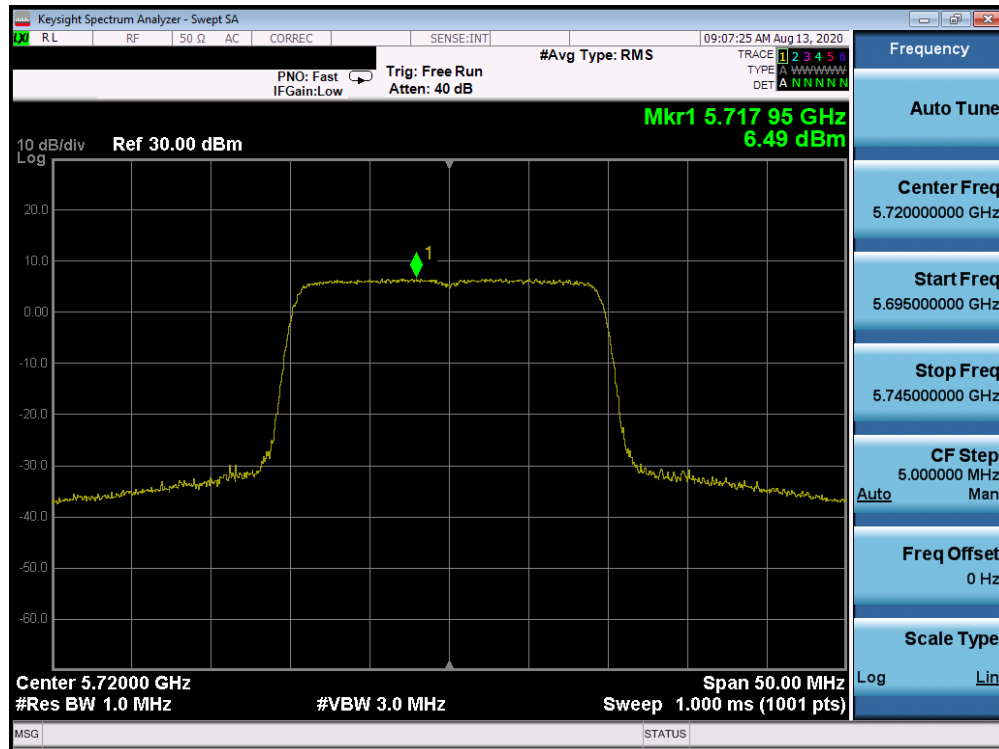 Keysight Spectrum Analyzer - Swept SA
LXI RL RF 50 Ω AC CORREC SENSE:INT 09:07:25 AM Aug 13, 2020
#Avg Type: RMS
TRACE 1 2 3 4 5 6
TYPE A WWWWW
DET A N N N N N
PNO: Fast
IFGain:Low
Trig: Free Run
Atten: 40 dB
Mkr1 5.717 95 GHz
6.49 dBm
10 dB/div
Log
Ref 30.00 dBm
1
20.0
10.0
0.00
-10.0
-20.0
-30.0
-40.0
-50.0
-60.0
Center 5.72000 GHz
Span 50.00 MHz
#Res BW 1.0 MHz
#VBW 3.0 MHz
Sweep 1.000 ms (1001 pts)
MSG
STATUS
Frequency
Auto Tune
Center Freq
5.720000000 GHz
Start Freq
5.695000000 GHz
Stop Freq
5.745000000 GHz
CF Step
5.000000 MHz
Auto Man
Freq Offset
0 Hz
Scale Type
Log Lin